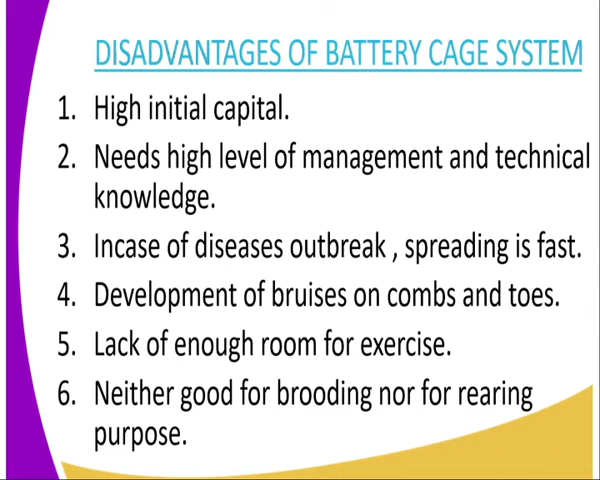 DISADVANTAGES OF BATTERY CAGE SYSTEM
1. High initial capital.
2. Needs high level of management and technical
knowledge.
3. Incase of diseases outbreak , spreading is fast.
4. Development of bruises on combs and toes.
5. Lack of enough room for exercise.
6. Neither good for brooding nor for rearing
purpose.